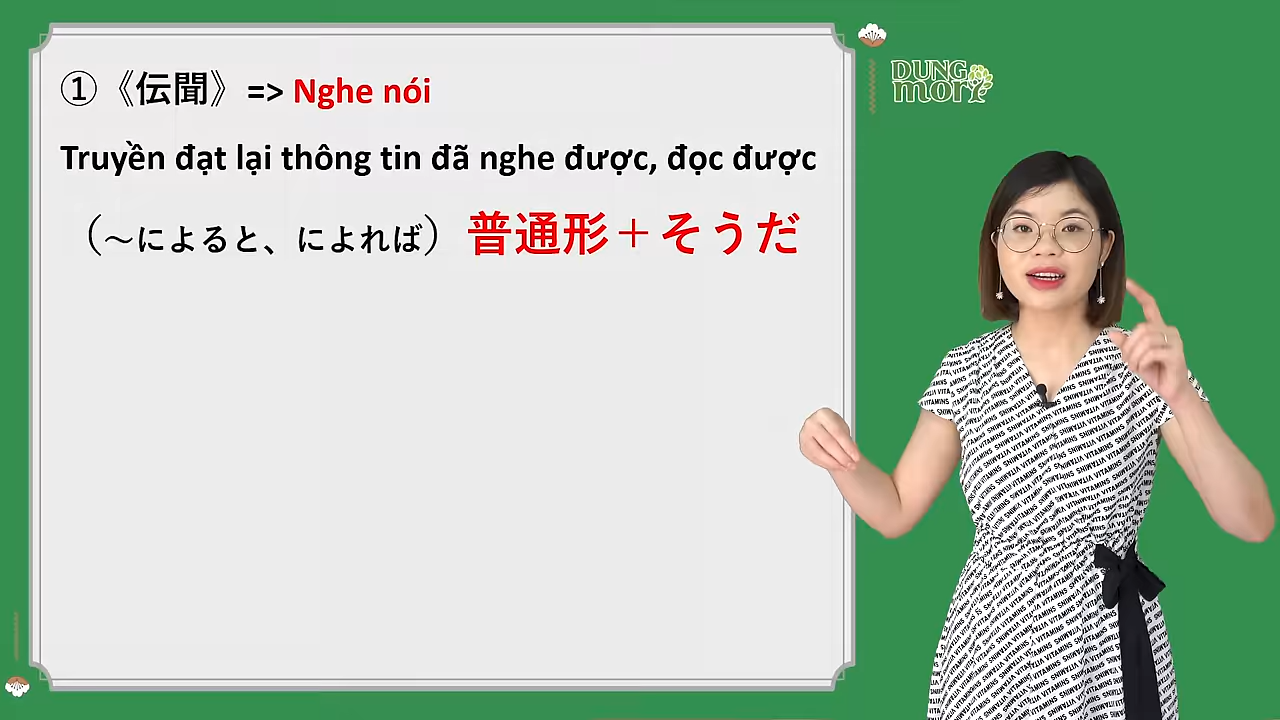 ①《伝聞》=> Nghe nói
Truyền đạt lại thông tin đã nghe được, đọc được
（～によると、によれば）普通形＋そうだ
DUNG
mori